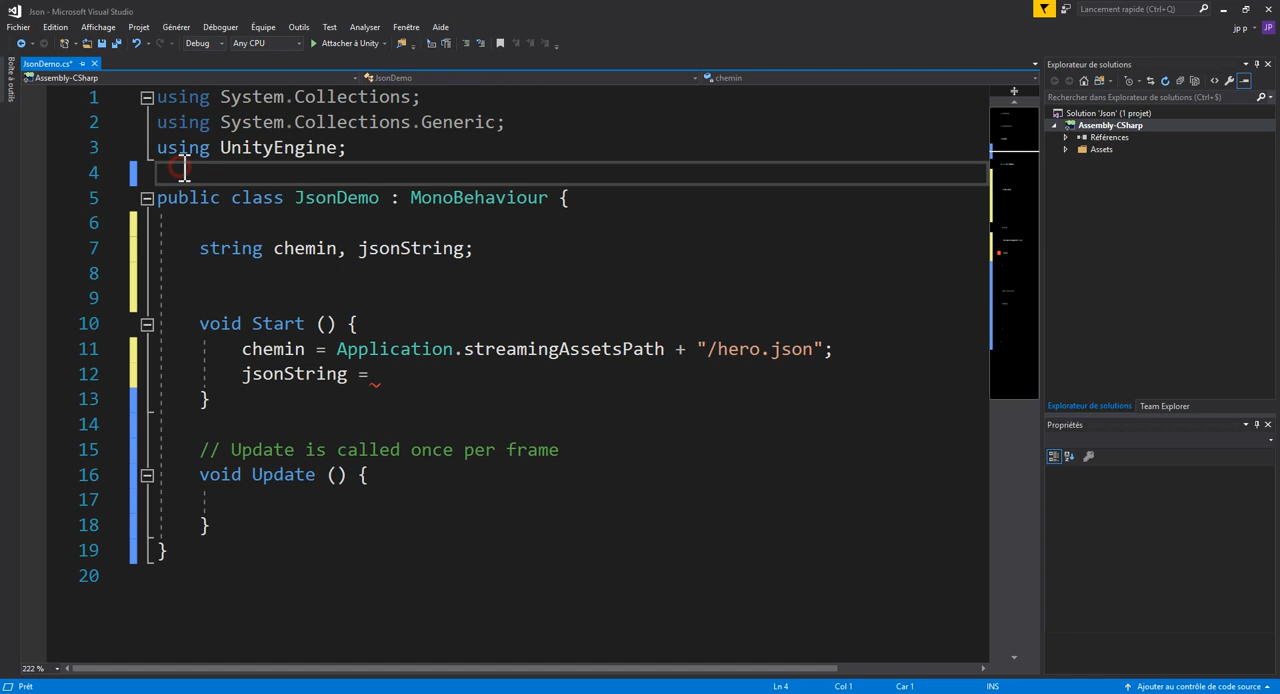 Json - Microsoft Visual Studio
Lancement rapide (Ctrl+Q)
Fichier Edition Affichage Projet Générer Déboguer Équipe Outils Test Analyser Fenêtre Aide
jp p JP
Debug Any CPU Attacher à Unity
Boîte à outils
JsonDemo.cs*
Assembly-CSharp JsonDemo chemin
1 using System.Collections;
2 using System.Collections.Generic;
3 using UnityEngine;
4
5 public class JsonDemo : MonoBehaviour {
6
7 string chemin, jsonString;
8
9
10 void Start () {
11 chemin = Application.streamingAssetsPath + "/hero.json";
12 jsonString =
13 }
14
15 // Update is called once per frame
16 void Update () {
17
18 }
19 }
20
222 %
Explorateur de solutions
Rechercher dans Explorateur de solutions (Ctrl+$)
Solution 'Json' (1 projet)
Assembly-CSharp
Références
Assets
Explorateur de solutions Team Explorer
Propriétés
Prêt Ln 4 Col 1 Car 1 INS Ajouter au contrôle de code source